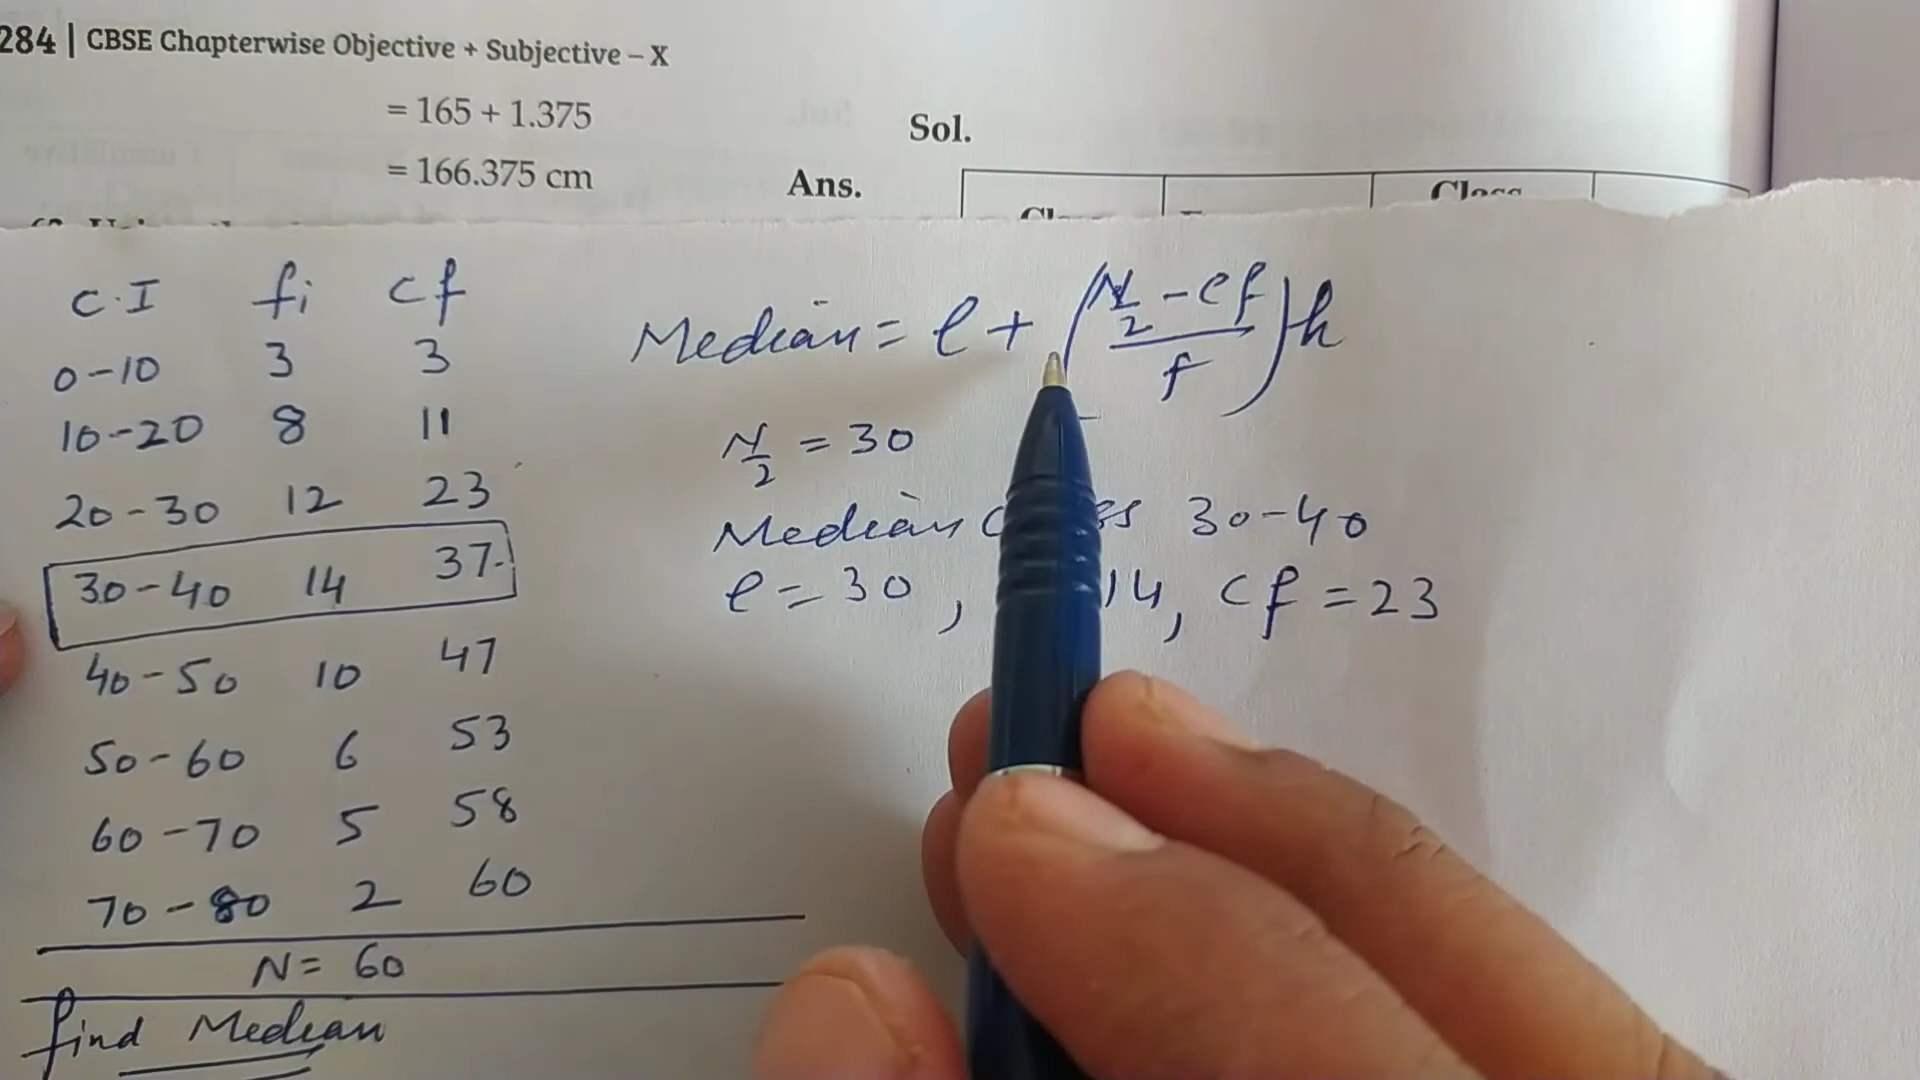 284 | CBSE Chapterwise Objective + Subjective – X
= 165 + 1.375
= 166.375 cm
Ans.
Sol.
C.I fi cf
0-10 3 3
10-20 8 11
20-30 12 23
30-40 14 37
40-50 10 47
50-60 6 53
60-70 5 58
70-80 2 60
N= 60
find Median
Median = l + (N/2 - cf / f) h
N/2 = 30
Median 30-40
l = 30, 14, cf = 23